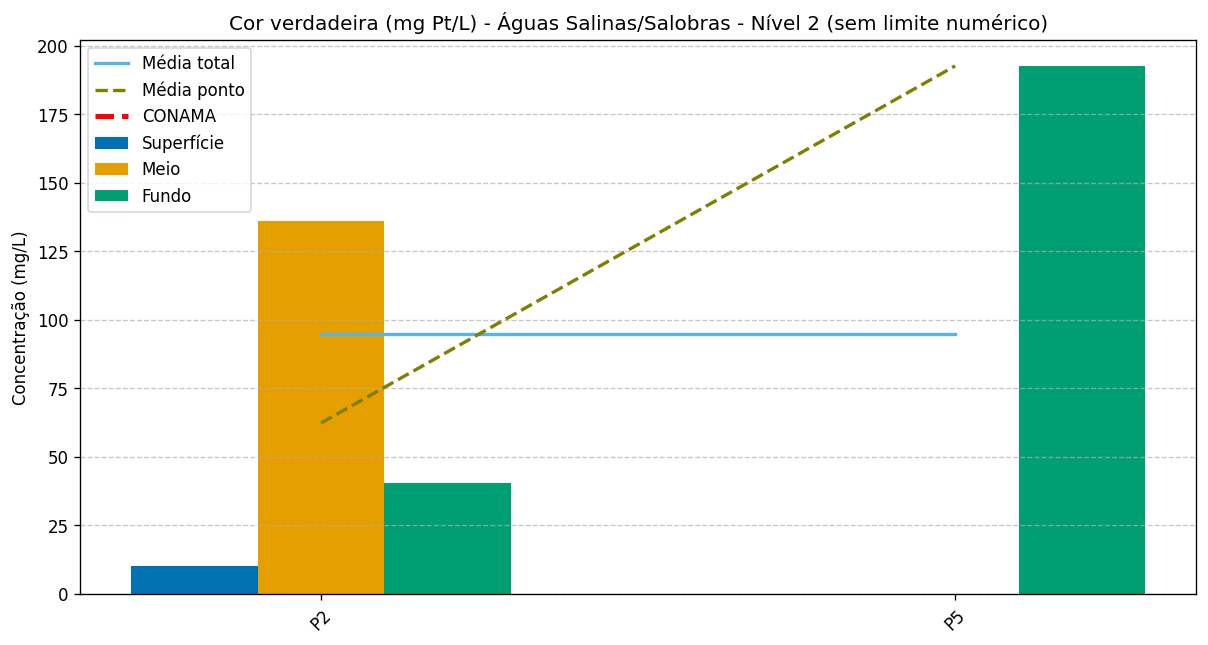 Cor verdadeira (mg Pt/L) - Águas Salinas/Salobras - Nível 2 (sem limite numérico)
Concentração (mg/L)
200
175
150
125
100
75
50
25
0
Média total
Média ponto
CONAMA
Superfície
Meio
Fundo
P2
P5